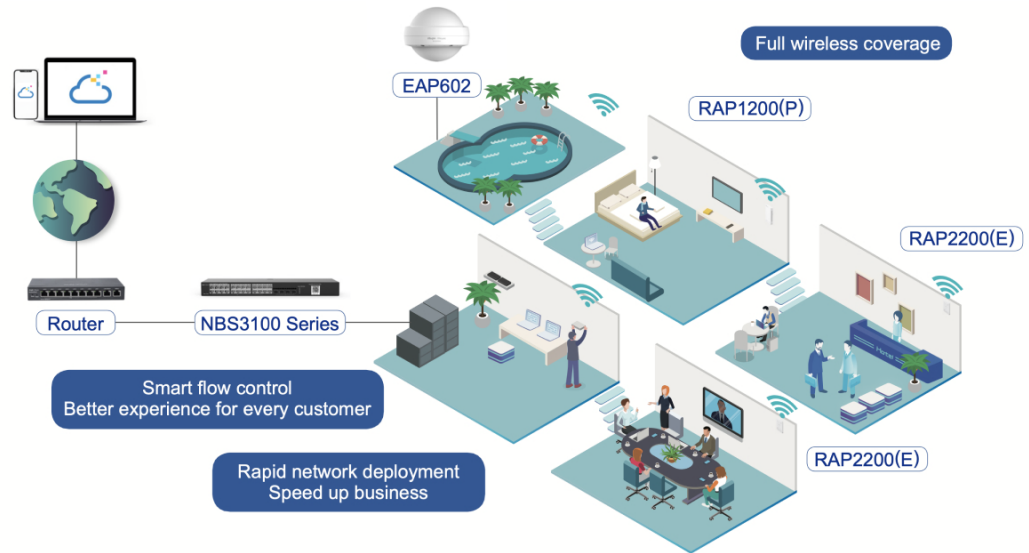 EAP602
Full wireless coverage
RAP1200(P)
RAP2200(E)
Router
NBS3100 Series
Smart flow control
Better experience for every customer
RAP2200(E)
Rapid network deployment
Speed up business